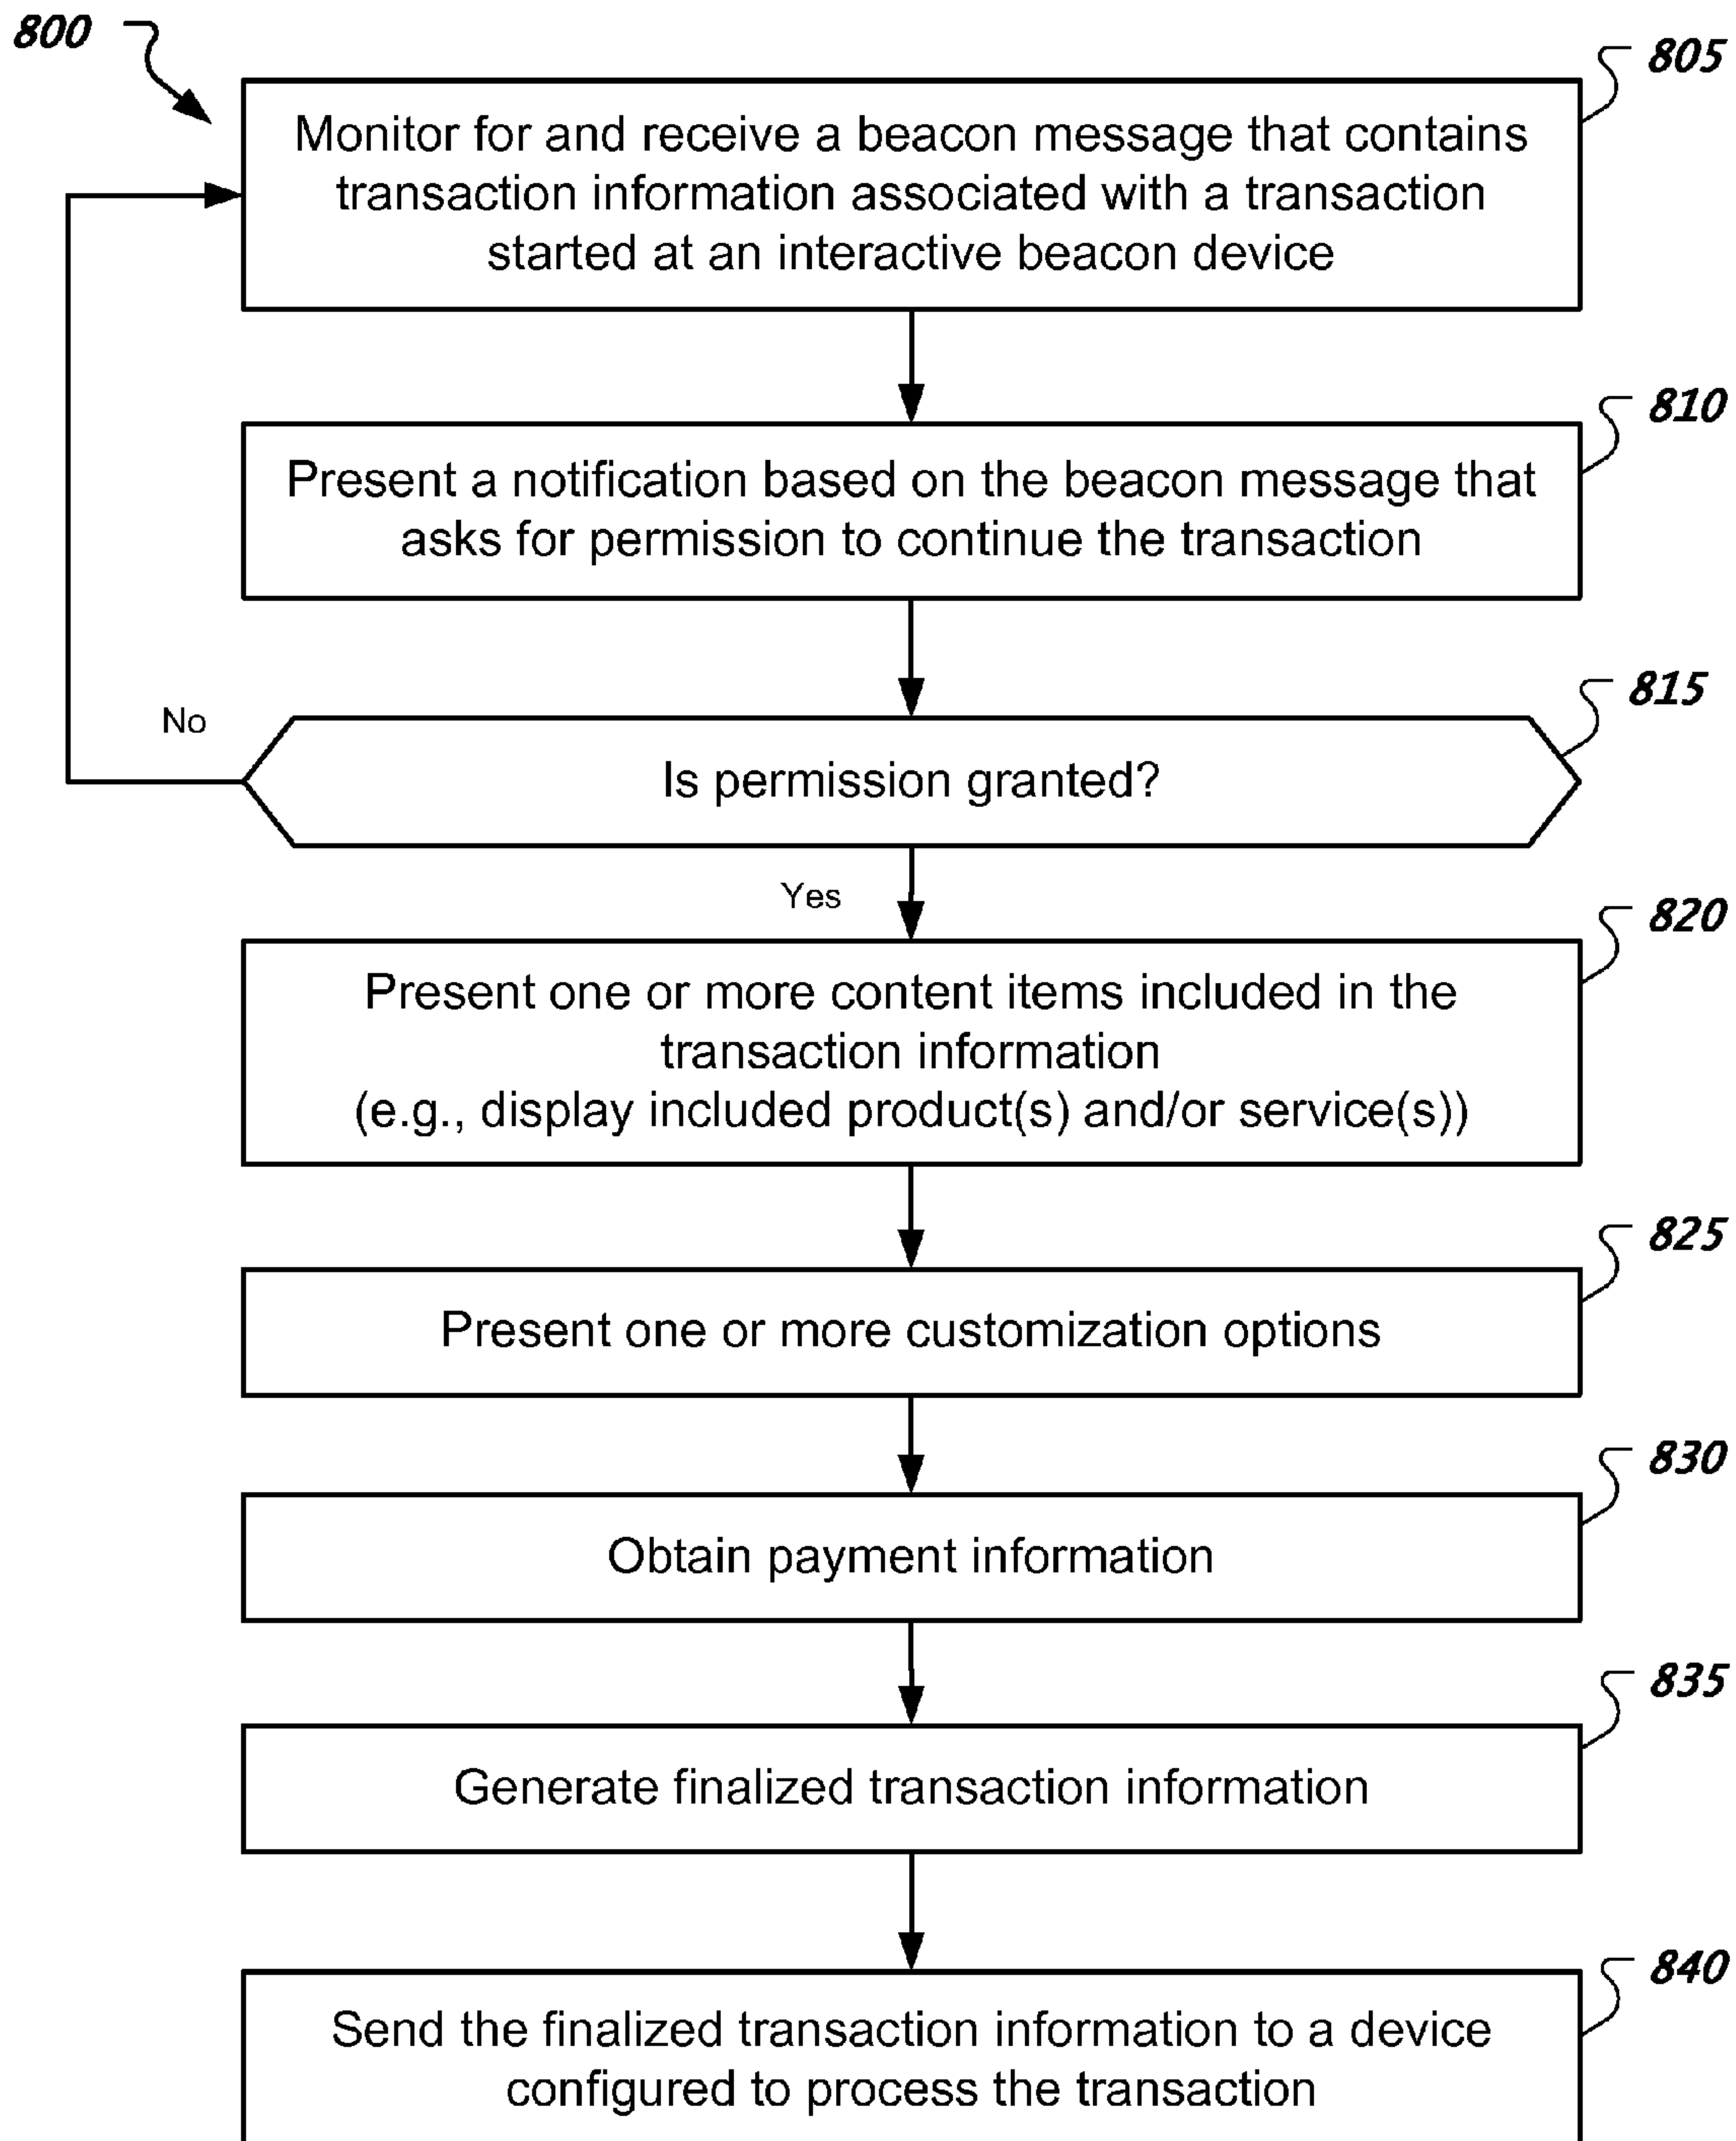 800
805
Monitor for and receive a beacon message that contains
transaction information associated with a transaction
started at an interactive beacon device
810
Present a notification based on the beacon message that
asks for permission to continue the transaction
815
No
Is permission granted?
Yes
820
Present one or more content items included in the
transaction information
(e.g., display included product(s) and/or service(s))
825
Present one or more customization options
830
Obtain payment information
835
Generate finalized transaction information
840
Send the finalized transaction information to a device
configured to process the transaction